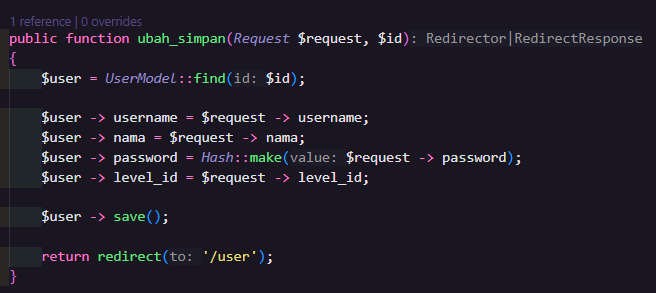 1 reference | 0 overrides
public function ubah_simpan(Request $request, $id): Redirector|RedirectResponse
{
    $user = UserModel::find(id: $id);

    $user -> username = $request -> username;
    $user -> nama = $request -> nama;
    $user -> password = Hash::make(value: $request -> password);
    $user -> level_id = $request -> level_id;

    $user -> save();

    return redirect(to: '/user');
}